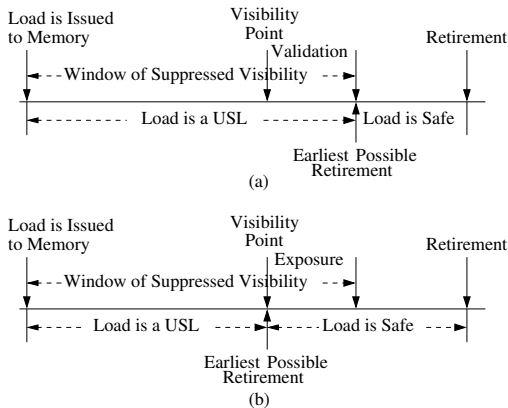 Load is Issued
to Memory
Visibility
Point
Validation
Retirement
Window of Suppressed Visibility
Load is a USL
Load is Safe
Earliest Possible
Retirement
(a)
Load is Issued
to Memory
Visibility
Point
Exposure
Retirement
Window of Suppressed Visibility
Load is a USL
Load is Safe
Earliest Possible
Retirement
(b)